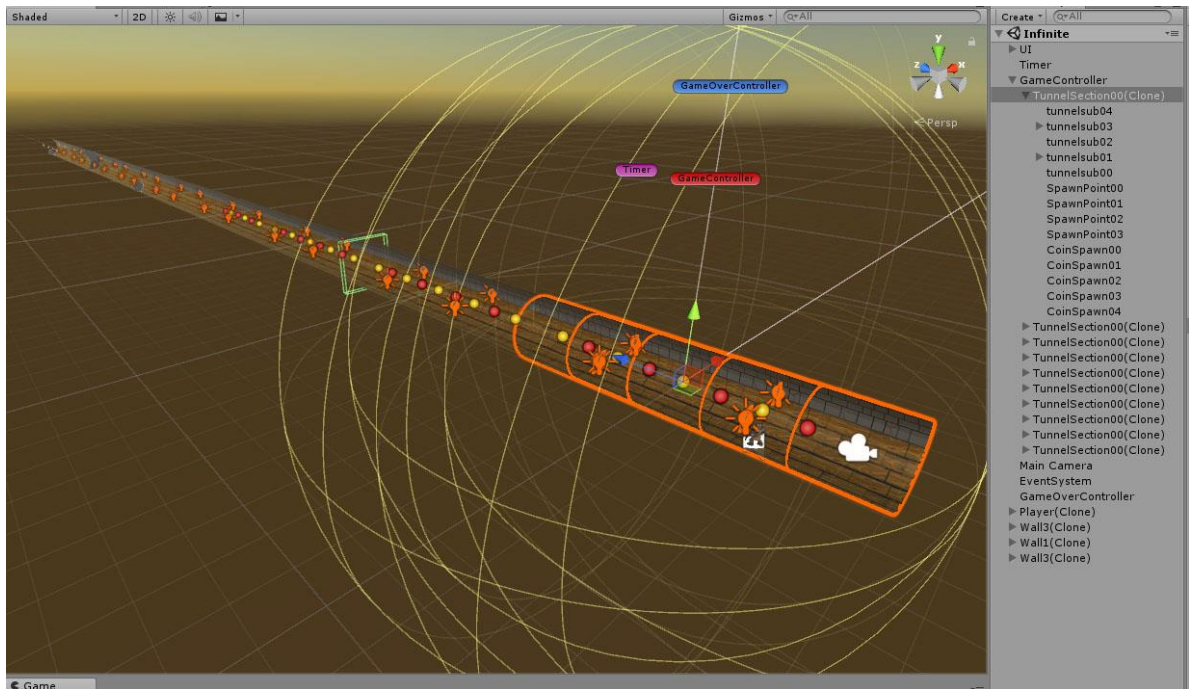 Shaded 2D Gizmos All
y
z x
Persp
GameOverController
Timer
GameController
Game
Create All
Infinite
UI
Timer
GameController
TunnelSection00(Clone)
tunnelsub04
tunnelsub03
tunnelsub02
tunnelsub01
tunnelsub00
SpawnPoint00
SpawnPoint01
SpawnPoint02
SpawnPoint03
CoinSpawn00
CoinSpawn01
CoinSpawn02
CoinSpawn03
CoinSpawn04
TunnelSection00(Clone)
TunnelSection00(Clone)
TunnelSection00(Clone)
TunnelSection00(Clone)
TunnelSection00(Clone)
TunnelSection00(Clone)
TunnelSection00(Clone)
TunnelSection00(Clone)
TunnelSection00(Clone)
Main Camera
EventSystem
GameOverController
Player(Clone)
Wall3(Clone)
Wall1(Clone)
Wall3(Clone)